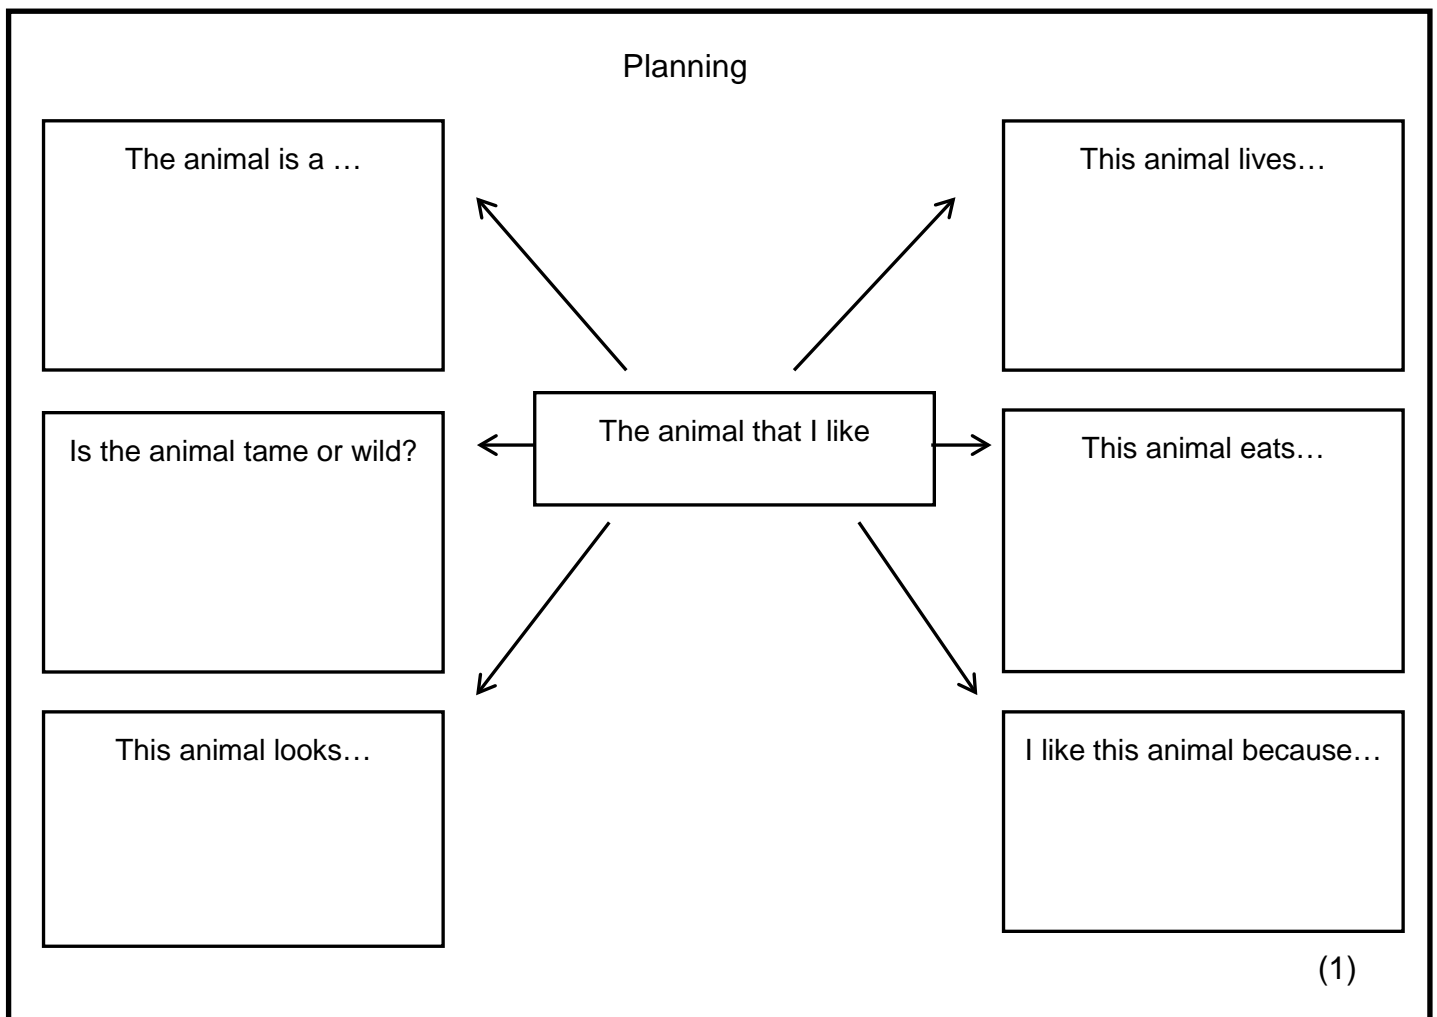 Planning
The animal is a …
This animal lives…
Is the animal tame or wild?
The animal that I like
This animal eats…
This animal looks…
I like this animal because…
(1)